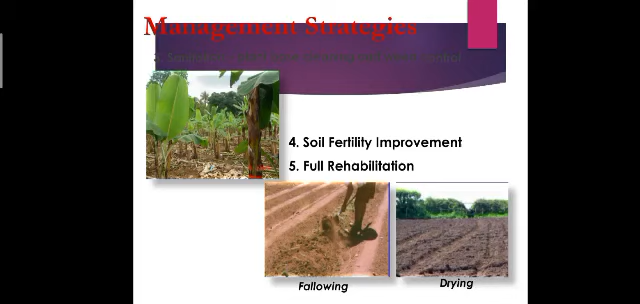 Management Strategies
4. Soil Fertility Improvement
5. Full Rehabilitation
Fallowing
Drying